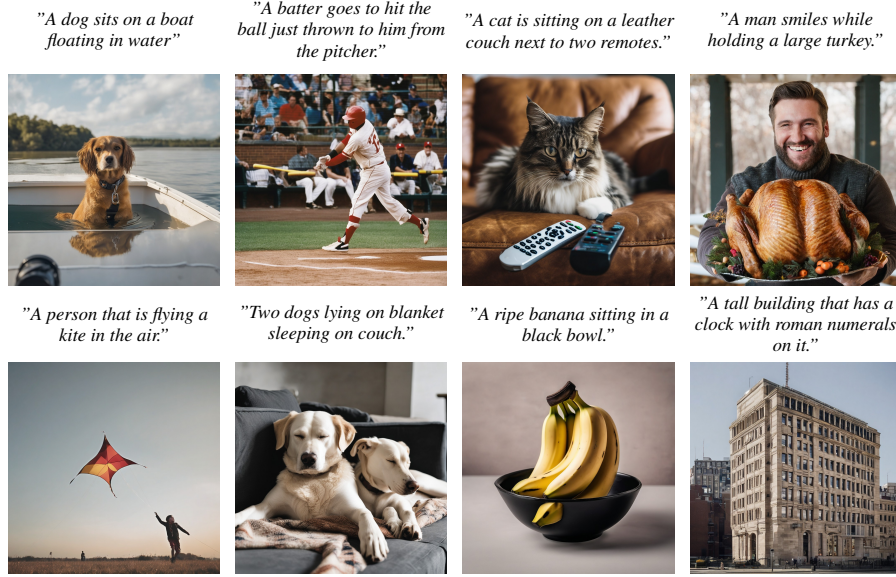 ”A dog sits on a boat
floating in water”
”A batter goes to hit the
ball just thrown to him from
the pitcher.”
”A cat is sitting on a leather
couch next to two remotes.”
”A man smiles while
holding a large turkey.”
”A person that is flying a
kite in the air.”
”Two dogs lying on blanket
sleeping on couch.”
”A ripe banana sitting in a
black bowl.”
”A tall building that has a
clock with roman numerals
on it.”